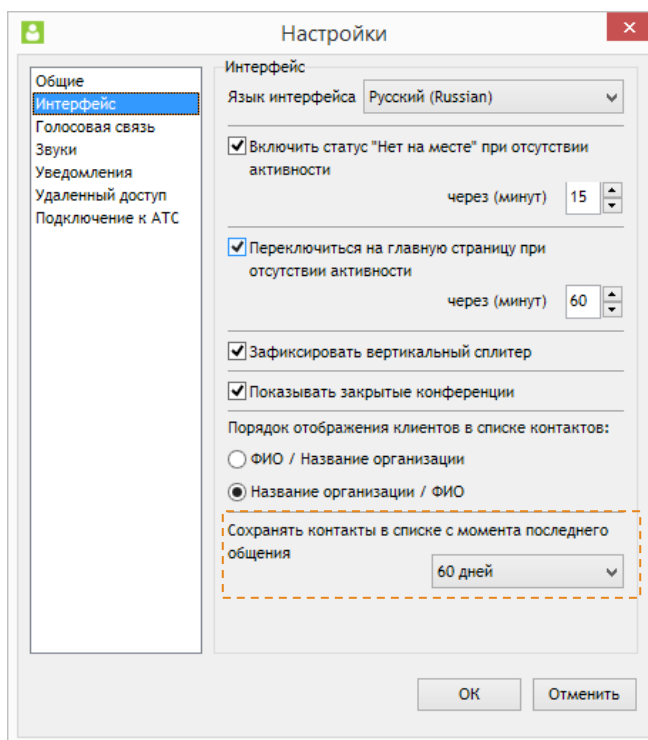 Настройки
Общие
Интерфейс
Голосовая связь
Звуки
Уведомления
Удаленный доступ
Подключение к АТС
Интерфейс
Язык интерфейса Русский (Russian)
Включить статус "Нет на месте" при отсутствии
активности
через (минут) 15
Переключиться на главную страницу при
отсутствии активности
через (минут) 60
Зафиксировать вертикальный сплитер
Показывать закрытые конференции
Порядок отображения клиентов в списке контактов:
ФИО / Название организации
Название организации / ФИО
Сохранять контакты в списке с момента последнего
общения
60 дней
ОК Отменить